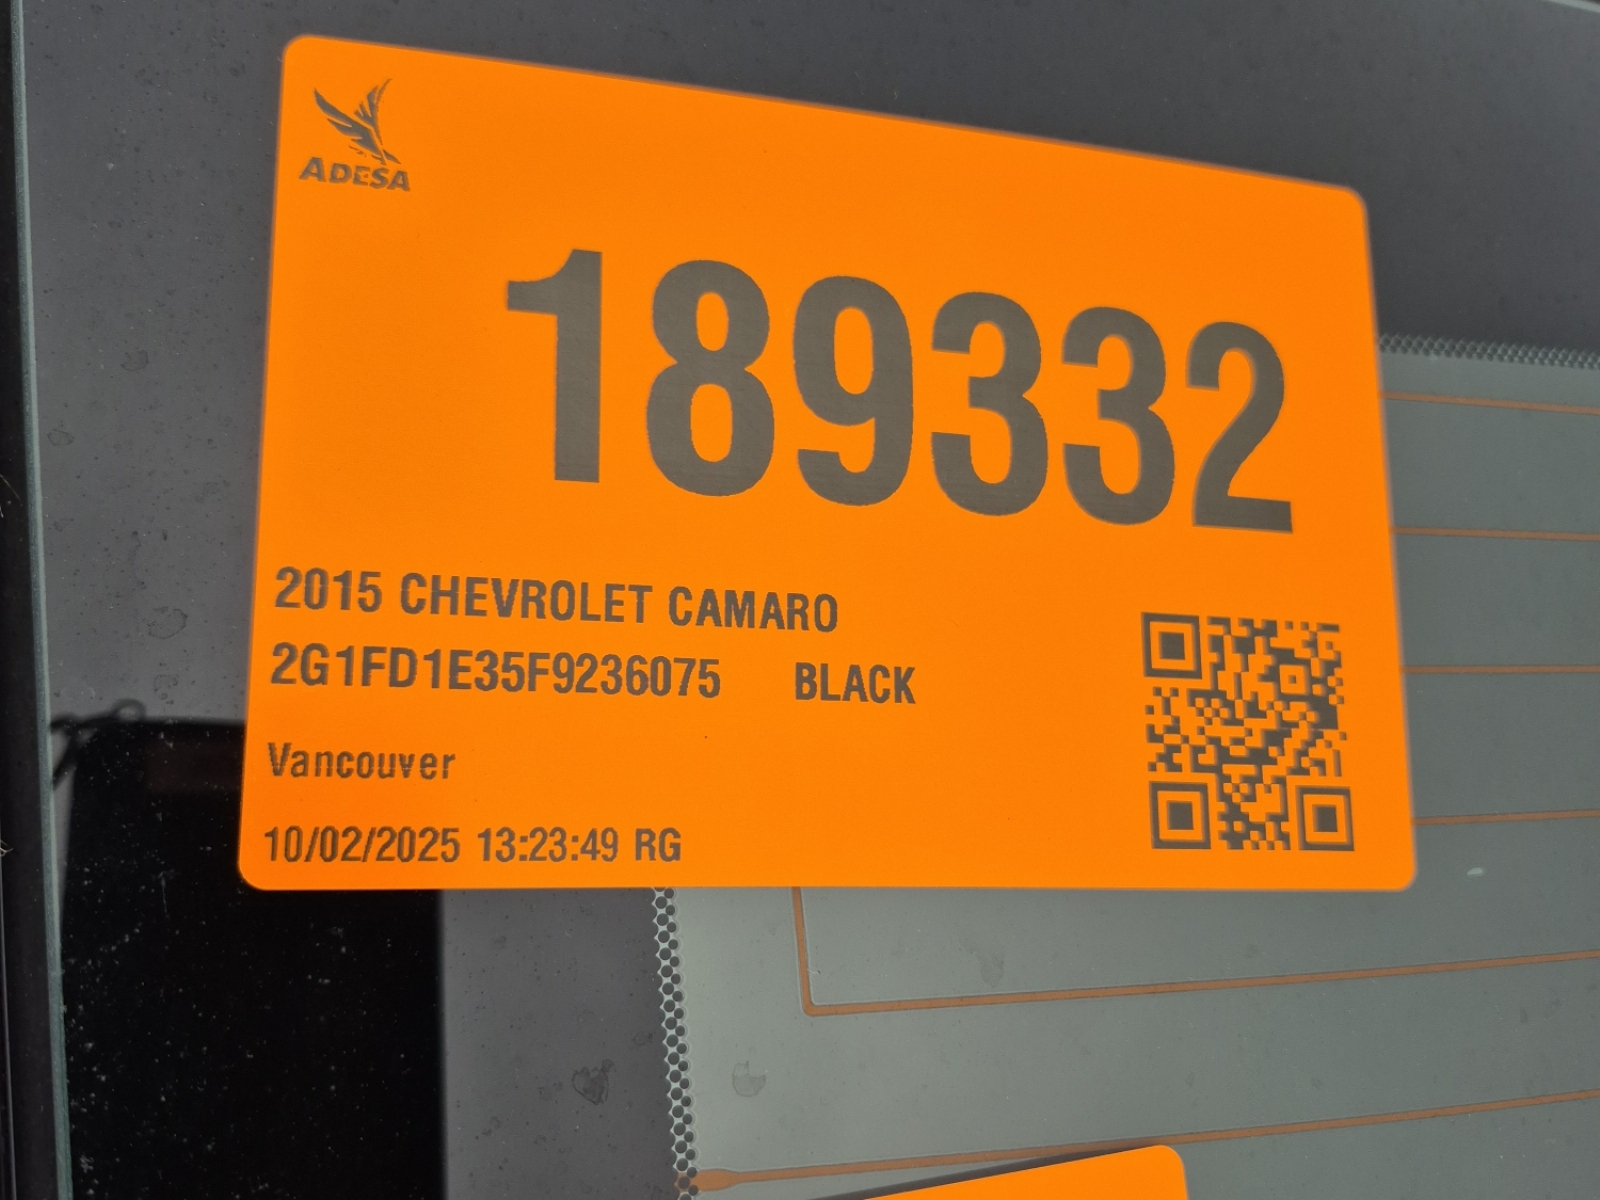 ADESA
189332
2015 CHEVROLET CAMARO
2G1FD1E35F9236075 BLACK
Vancouver
10/02/2025 13:23:49 RG